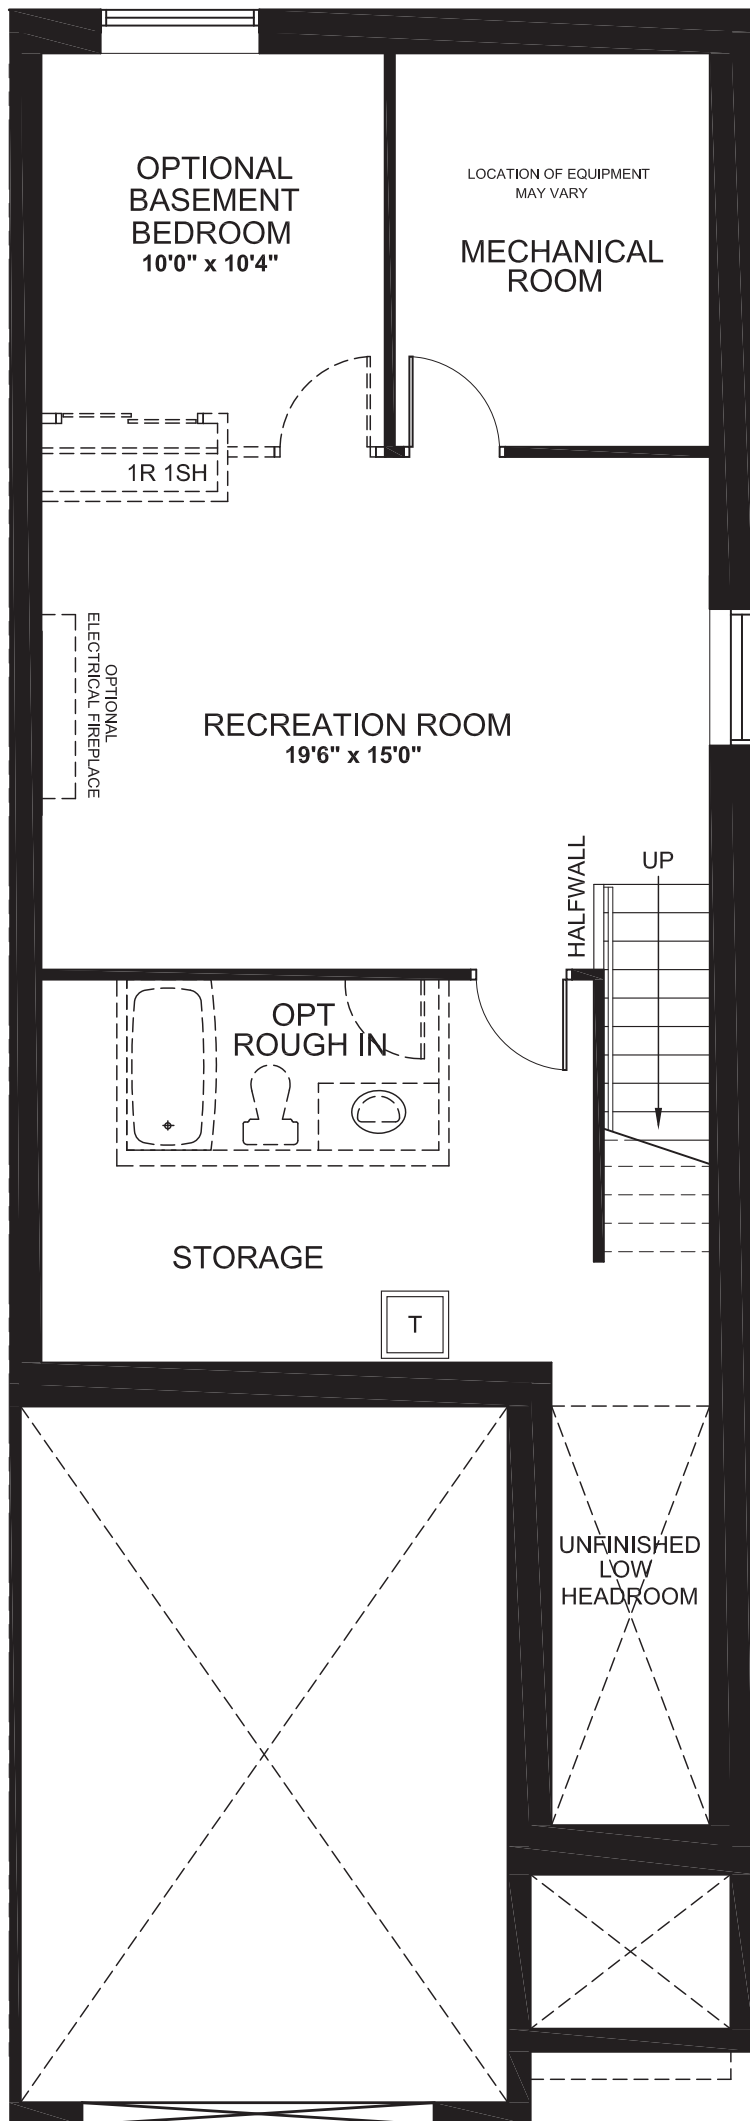 OPTIONAL
BASEMENT
BEDROOM
10'0" x 10'4"
LOCATION OF EQUIPMENT
MAY VARY
MECHANICAL
ROOM
1R 1SH
OPTIONAL
ELECTRICAL FIREPLACE
RECREATION ROOM
19'6" x 15'0"
HALFWALL
UP
OPT
ROUGH IN
STORAGE
T
UNFINISHED
LOW
HEADROOM